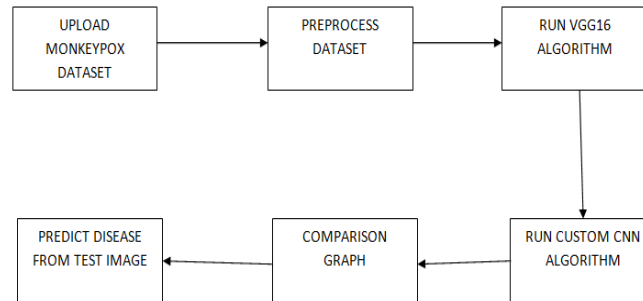 UPLOAD
MONKEYPOX
DATASET
PREPROCESS
DATASET
RUN VGG16
ALGORITHM
RUN CUSTOM CNN
ALGORITHM
COMPARISON
GRAPH
PREDICT DISEASE
FROM TEST IMAGE